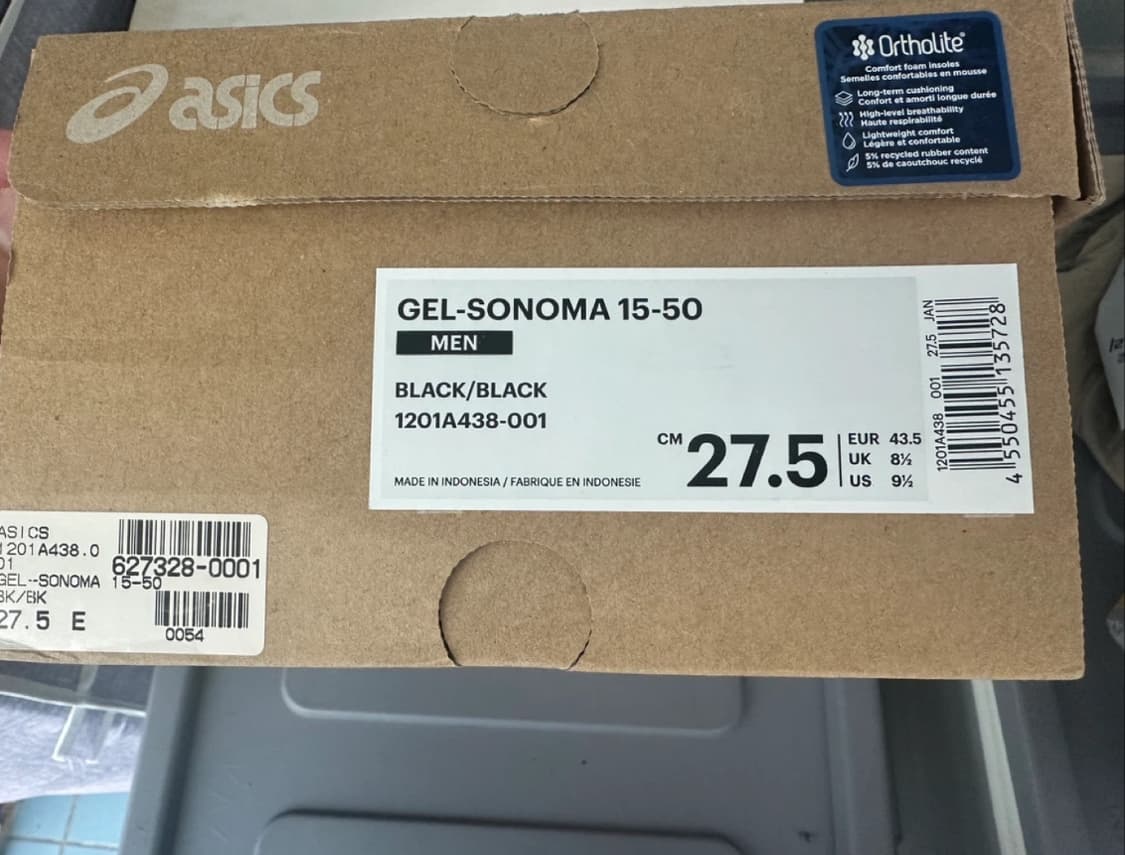 asics
OrthoLite®
Comfort foam insoles
Semelles confortables en mousse
Long-term cushioning
Confort et amorti longue durée
High-level breathability
Haute respirabilité
Lightweight comfort
Légère et confortable
5% recycled rubber content
5% de caoutchouc recyclé
GEL-SONOMA 15-50
MEN
BLACK/BLACK
1201A438-001
CM 27.5
EUR 43.5
UK 8½
US 9½
MADE IN INDONESIA / FABRIQUE EN INDONESIE
1201A438 001 27.5 JAN
4 550455 135728
ASICS
1201A438.0
01
627328-0001
GEL--SONOMA 15-50
BK/BK
27.5 E
0054